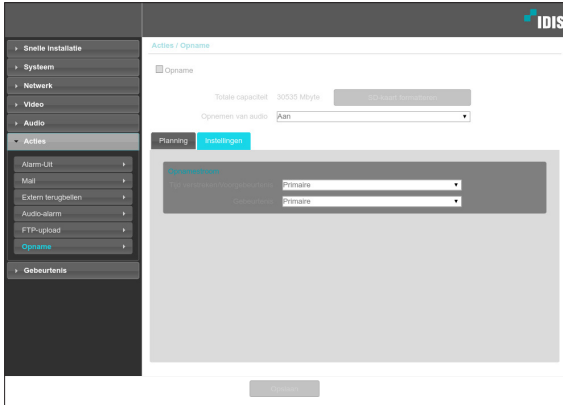 IDIS
Snelle installatie
Systeem
Netwerk
Video
Audio
Acties
Alarm-Uit
Mail
Extern terugbellen
Audio-alarm
FTP-upload
Opname
Gebeurtenis
Acties / Opname
Opname
Totale capaciteit 30535 Mbyte SD-kaart formatteren
Opnemen van audio Aan
Planning Instellingen
Primaire
Primaire